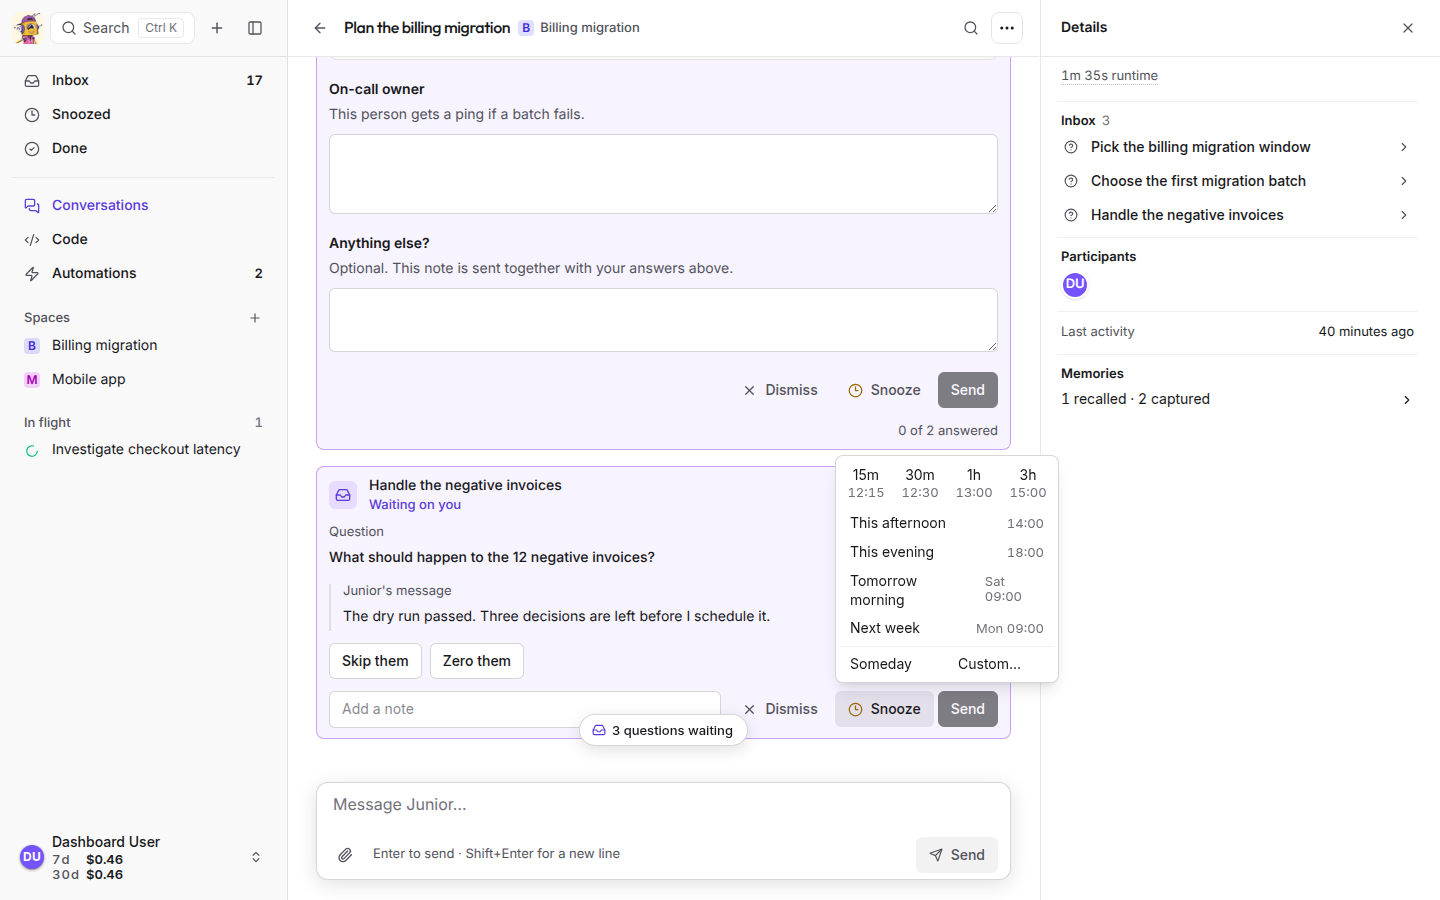 Search Ctrl K
Inbox 17
Snoozed
Done
Conversations
Code
Automations 2
Spaces
B Billing migration
M Mobile app
In flight 1
Investigate checkout latency
DU Dashboard User
7d $0.46
30d $0.46
Plan the billing migration B Billing migration
On-call owner
This person gets a ping if a batch fails.
Anything else?
Optional. This note is sent together with your answers above.
Dismiss Snooze Send
0 of 2 answered
Handle the negative invoices
Waiting on you
Question
What should happen to the 12 negative invoices?
Junior's message
The dry run passed. Three decisions are left before I schedule it.
Skip them Zero them
Add a note Dismiss Snooze Send
3 questions waiting
15m 30m 1h 3h
12:15 12:30 13:00 15:00
This afternoon 14:00
This evening 18:00
Tomorrow morning Sat 09:00
Next week Mon 09:00
Someday Custom...
Message Junior...
Enter to send · Shift+Enter for a new line Send
Details
1m 35s runtime
Inbox 3
Pick the billing migration window
Choose the first migration batch
Handle the negative invoices
Participants
DU
Last activity 40 minutes ago
Memories
1 recalled · 2 captured